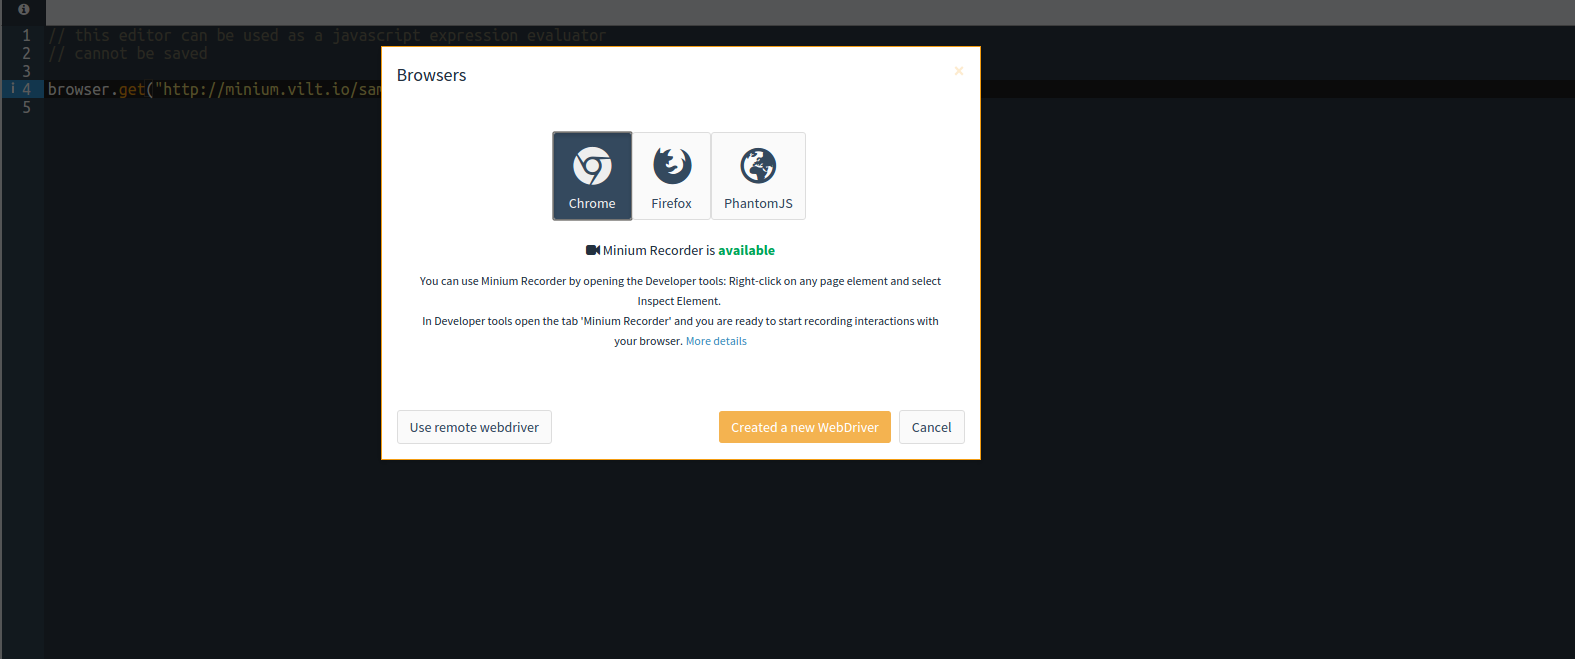 1 // this editor can be used as a javascript expression evaluator
2 // cannot be saved
3
4 browser.get("http://minium.vilt.io/sam
5
Browsers
×
Chrome Firefox PhantomJS
Minium Recorder is available
You can use Minium Recorder by opening the Developer tools: Right-click on any page element and select
Inspect Element.
In Developer tools open the tab 'Minium Recorder' and you are ready to start recording interactions with
your browser. More details
Use remote webdriver Created a new WebDriver Cancel